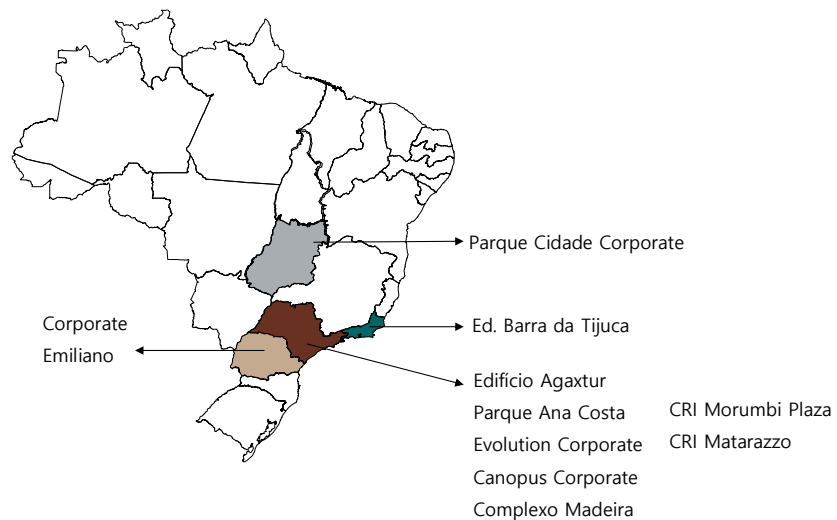 Parque Cidade Corporate
Corporate
Emiliano
Ed. Barra da Tijuca
Edifício Agaxtur
Parque Ana Costa
Evolution Corporate
Canopus Corporate
Complexo Madeira
CRI Morumbi Plaza
CRI Matarazzo